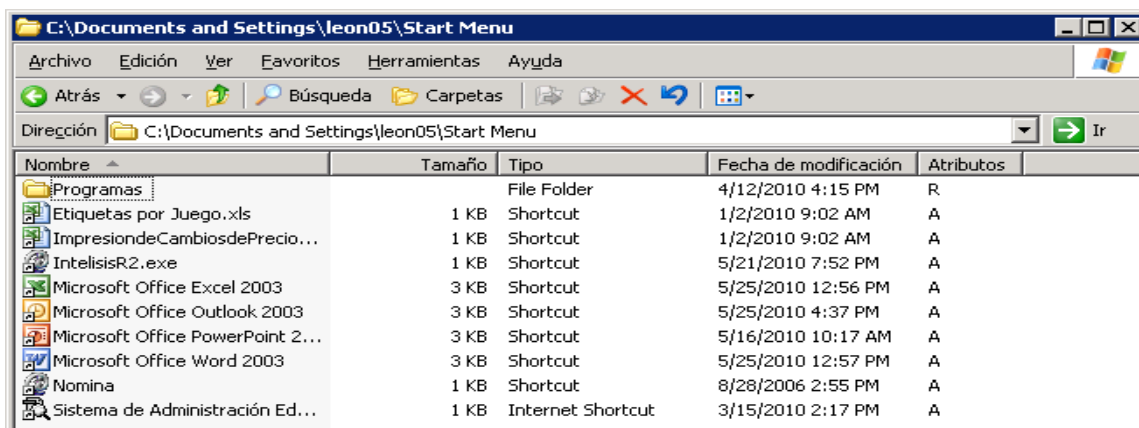 C:\Documents and Settings\leon05\Start Menu
Archivo Edición Ver Favoritos Herramientas Ayuda
Atrás Búsqueda Carpetas
Dirección C:\Documents and Settings\leon05\Start Menu Ir
Nombre Tamaño Tipo Fecha de modificación Atributos
Programas File Folder 4/12/2010 4:15 PM R
Etiquetas por Juego.xls 1 KB Shortcut 1/2/2010 9:02 AM A
ImpresiondeCambiosdePrecio... 1 KB Shortcut 1/2/2010 9:02 AM A
IntelisisR2.exe 1 KB Shortcut 5/21/2010 7:52 PM A
Microsoft Office Excel 2003 3 KB Shortcut 5/25/2010 12:56 PM A
Microsoft Office Outlook 2003 3 KB Shortcut 5/25/2010 4:37 PM A
Microsoft Office PowerPoint 2... 3 KB Shortcut 5/16/2010 10:17 AM A
Microsoft Office Word 2003 3 KB Shortcut 5/25/2010 12:57 PM A
Nomina 1 KB Shortcut 8/28/2006 2:55 PM A
Sistema de Administración Ed... 1 KB Internet Shortcut 3/15/2010 2:17 PM A